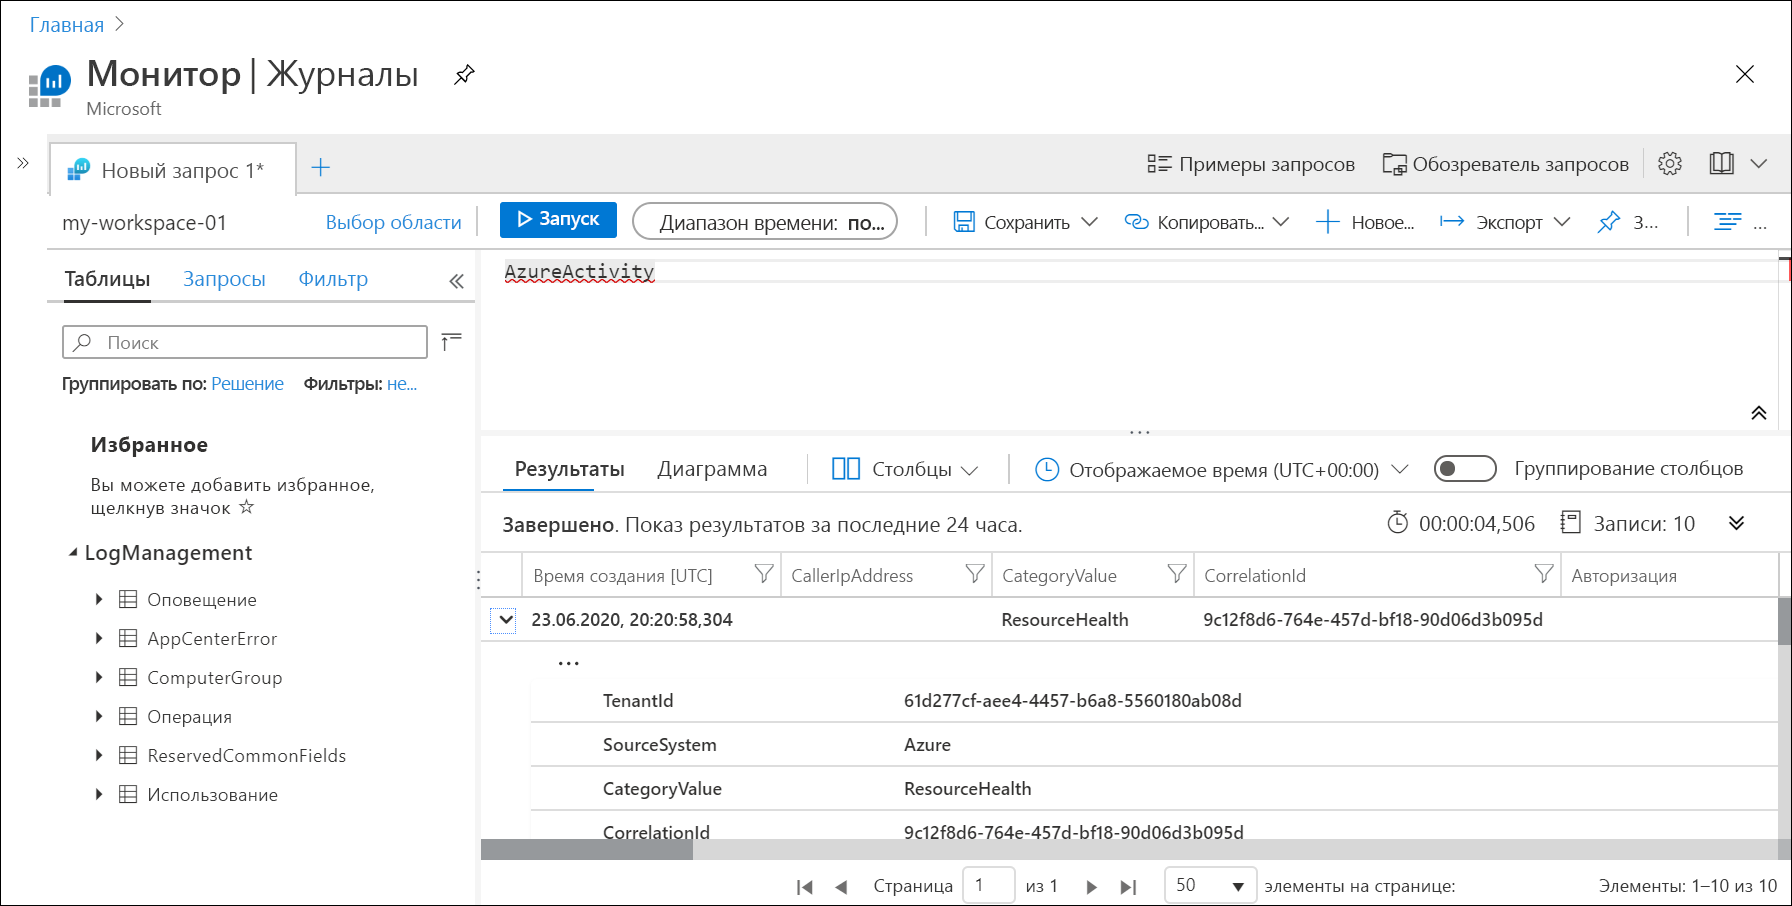 Главная
Монитор | Журналы
Microsoft
Новый запрос 1*
Примеры запросов
Обозреватель запросов
my-workspace-01
Выбор области
Запуск
Диапазон времени: по...
Сохранить
Копировать...
Новое...
Экспорт
З...
...
Таблицы
Запросы
Фильтр
AzureActivity
Поиск
Группировать по: Решение
Фильтры: не...
Избранное
Вы можете добавить избранное,
щелкнув значок ☆
LogManagement
Оповещение
AppCenterError
ComputerGroup
Операция
ReservedCommonFields
Использование
Результаты
Диаграмма
Столбцы
Отображаемое время (UTC+00:00)
Группирование столбцов
Завершено. Показ результатов за последние 24 часа.
00:00:04,506
Записи: 10
Время создания [UTC]
CallerIpAddress
CategoryValue
CorrelationId
Авторизация
23.06.2020, 20:20:58,304
ResourceHealth
9c12f8d6-764e-457d-bf18-90d06d3b095d
...
TenantId
61d277cf-aee4-4457-b6a8-5560180ab08d
SourceSystem
Azure
CategoryValue
ResourceHealth
CorrelationId
9c12f8d6-764e-457d-bf18-90d06d3b095d
Страница 1 из 1
50
элементы на странице:
Элементы: 1–10 из 10